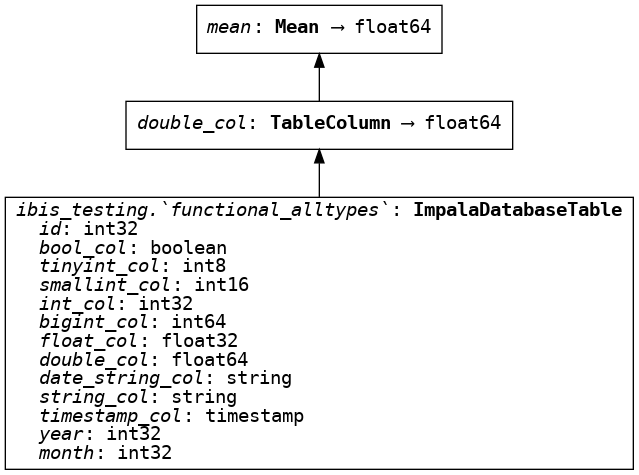 mean: Mean → float64
double_col: TableColumn → float64
ibis_testing.`functional_alltypes`: ImpalaDatabaseTable
id: int32
bool_col: boolean
tinyint_col: int8
smallint_col: int16
int_col: int32
bigint_col: int64
float_col: float32
double_col: float64
date_string_col: string
string_col: string
timestamp_col: timestamp
year: int32
month: int32